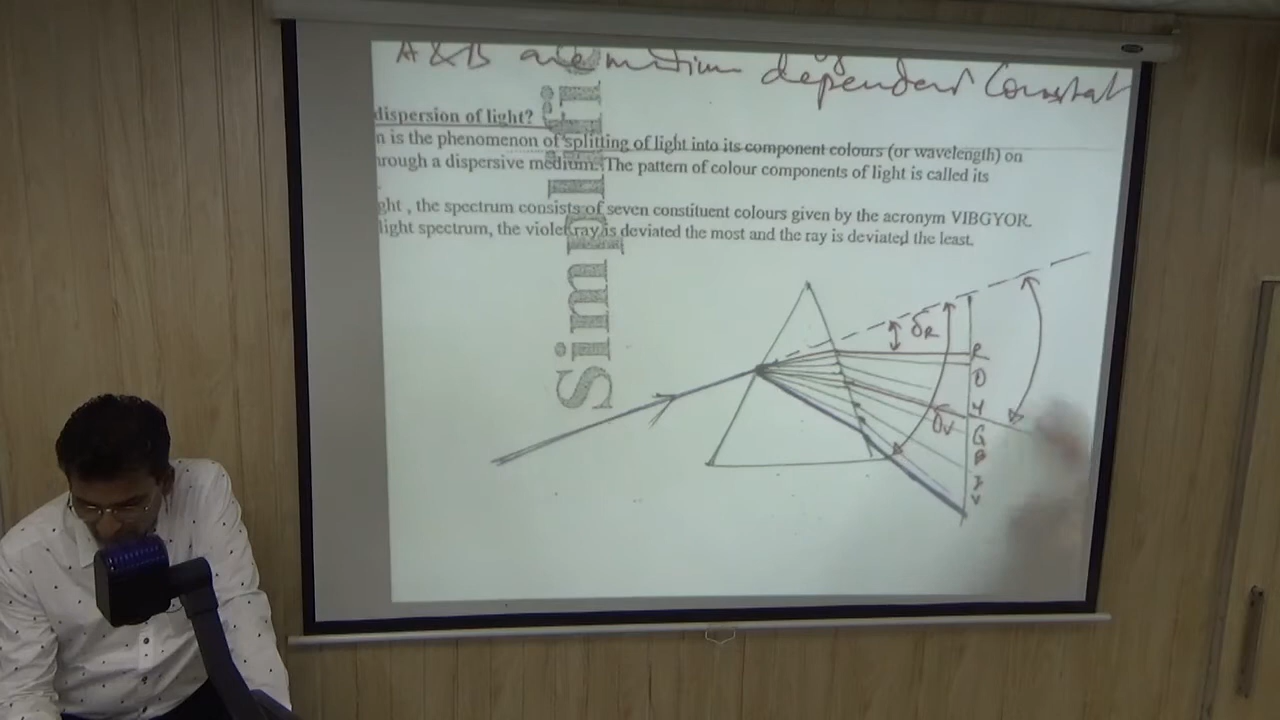 A & B are medium dependent Constat
dispersion of light?
n is the phenomenon of splitting of light into its component colours (or wavelength) on
hrough a dispersive medium. The pattern of colour components of light is called its
ght , the spectrum consists of seven constituent colours given by the acronym VIBGYOR.
light spectrum, the violet ray is deviated the most and the ray is deviated the least.
δR
R
O
Y
δV
G
B
I
V
Simplifi